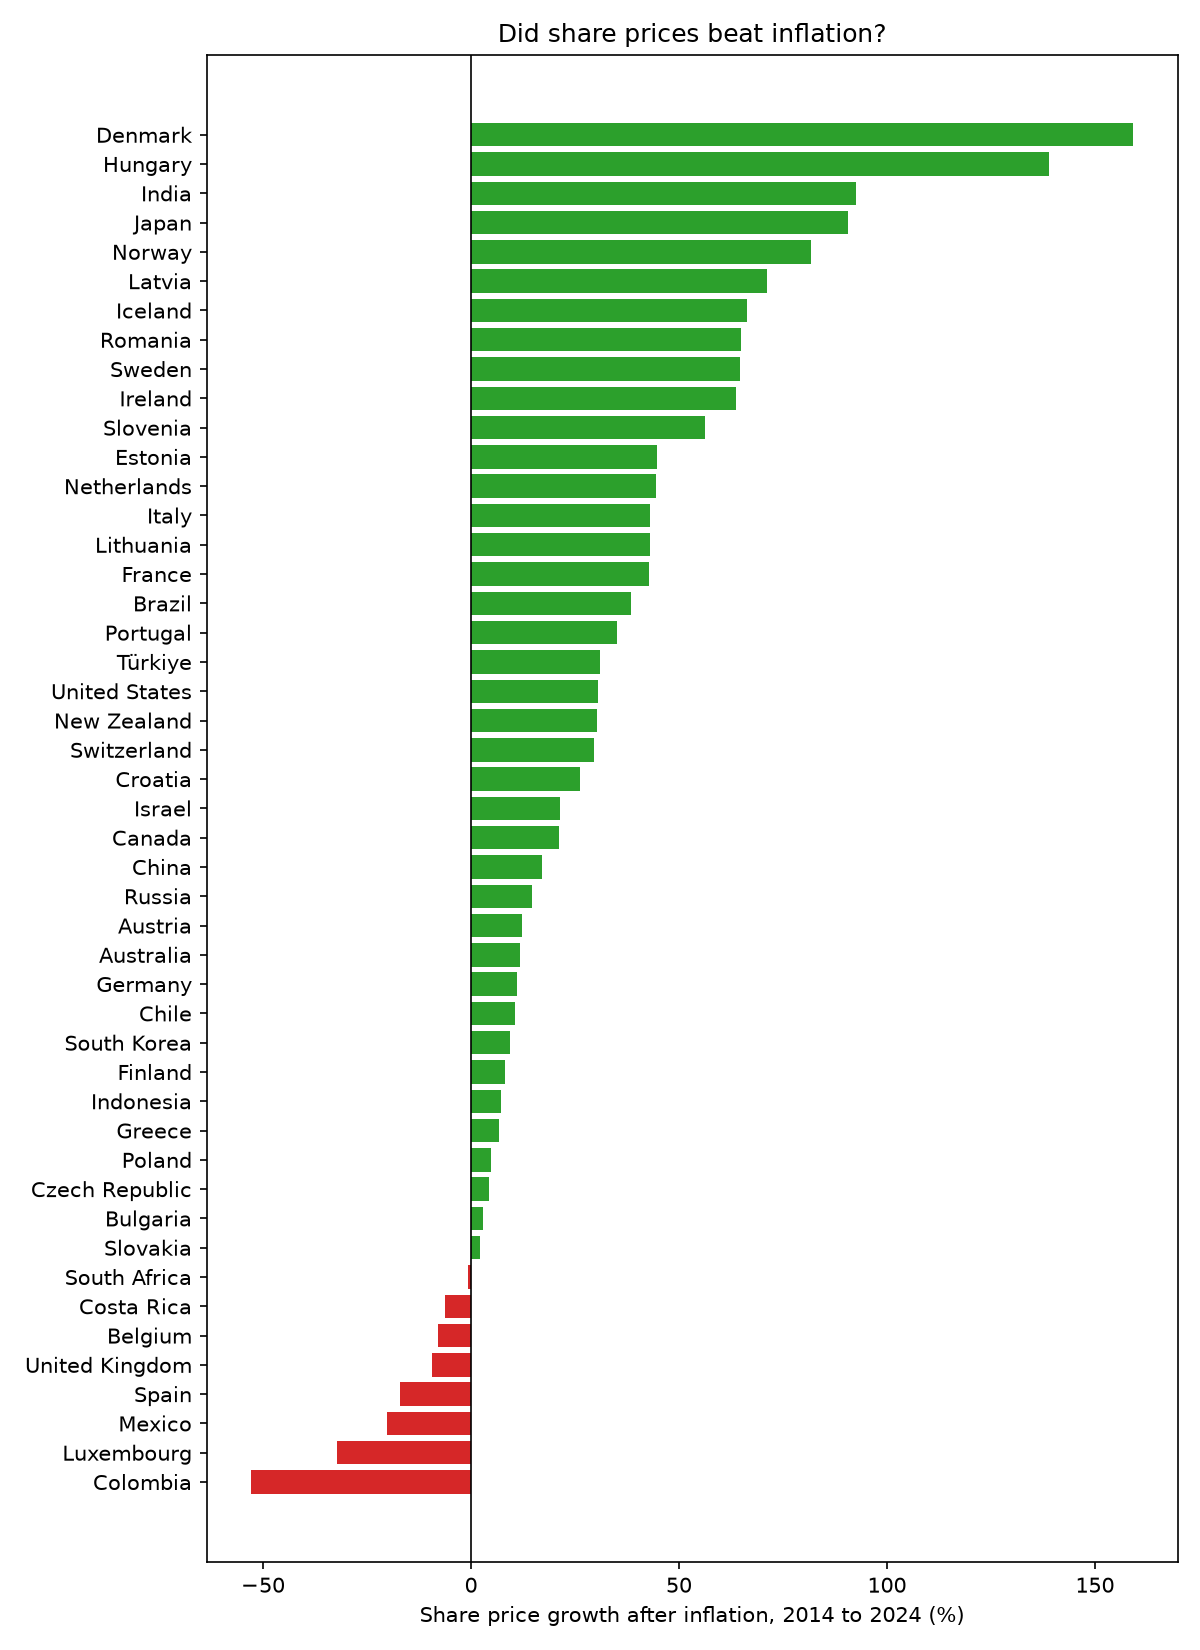 Did share prices beat inflation?
Denmark
Hungary
India
Japan
Norway
Latvia
Iceland
Romania
Sweden
Ireland
Slovenia
Estonia
Netherlands
Italy
Lithuania
France
Brazil
Portugal
Türkiye
United States
New Zealand
Switzerland
Croatia
Israel
Canada
China
Russia
Austria
Australia
Germany
Chile
South Korea
Finland
Indonesia
Greece
Poland
Czech Republic
Bulgaria
Slovakia
South Africa
Costa Rica
Belgium
United Kingdom
Spain
Mexico
Luxembourg
Colombia
−50 0 50 100 150
Share price growth after inflation, 2014 to 2024 (%)